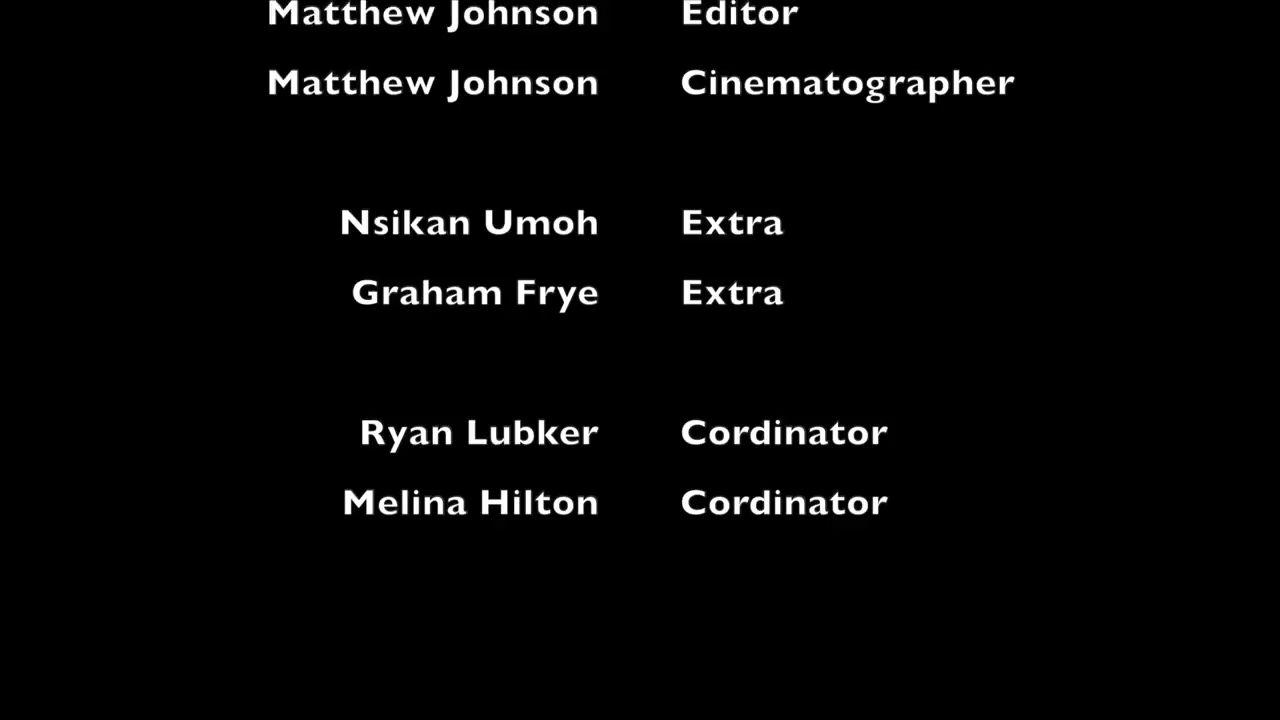 Matthew Johnson Editor
Matthew Johnson Cinematographer
Nsikan Umoh Extra
Graham Frye Extra
Ryan Lubker Cordinator
Melina Hilton Cordinator